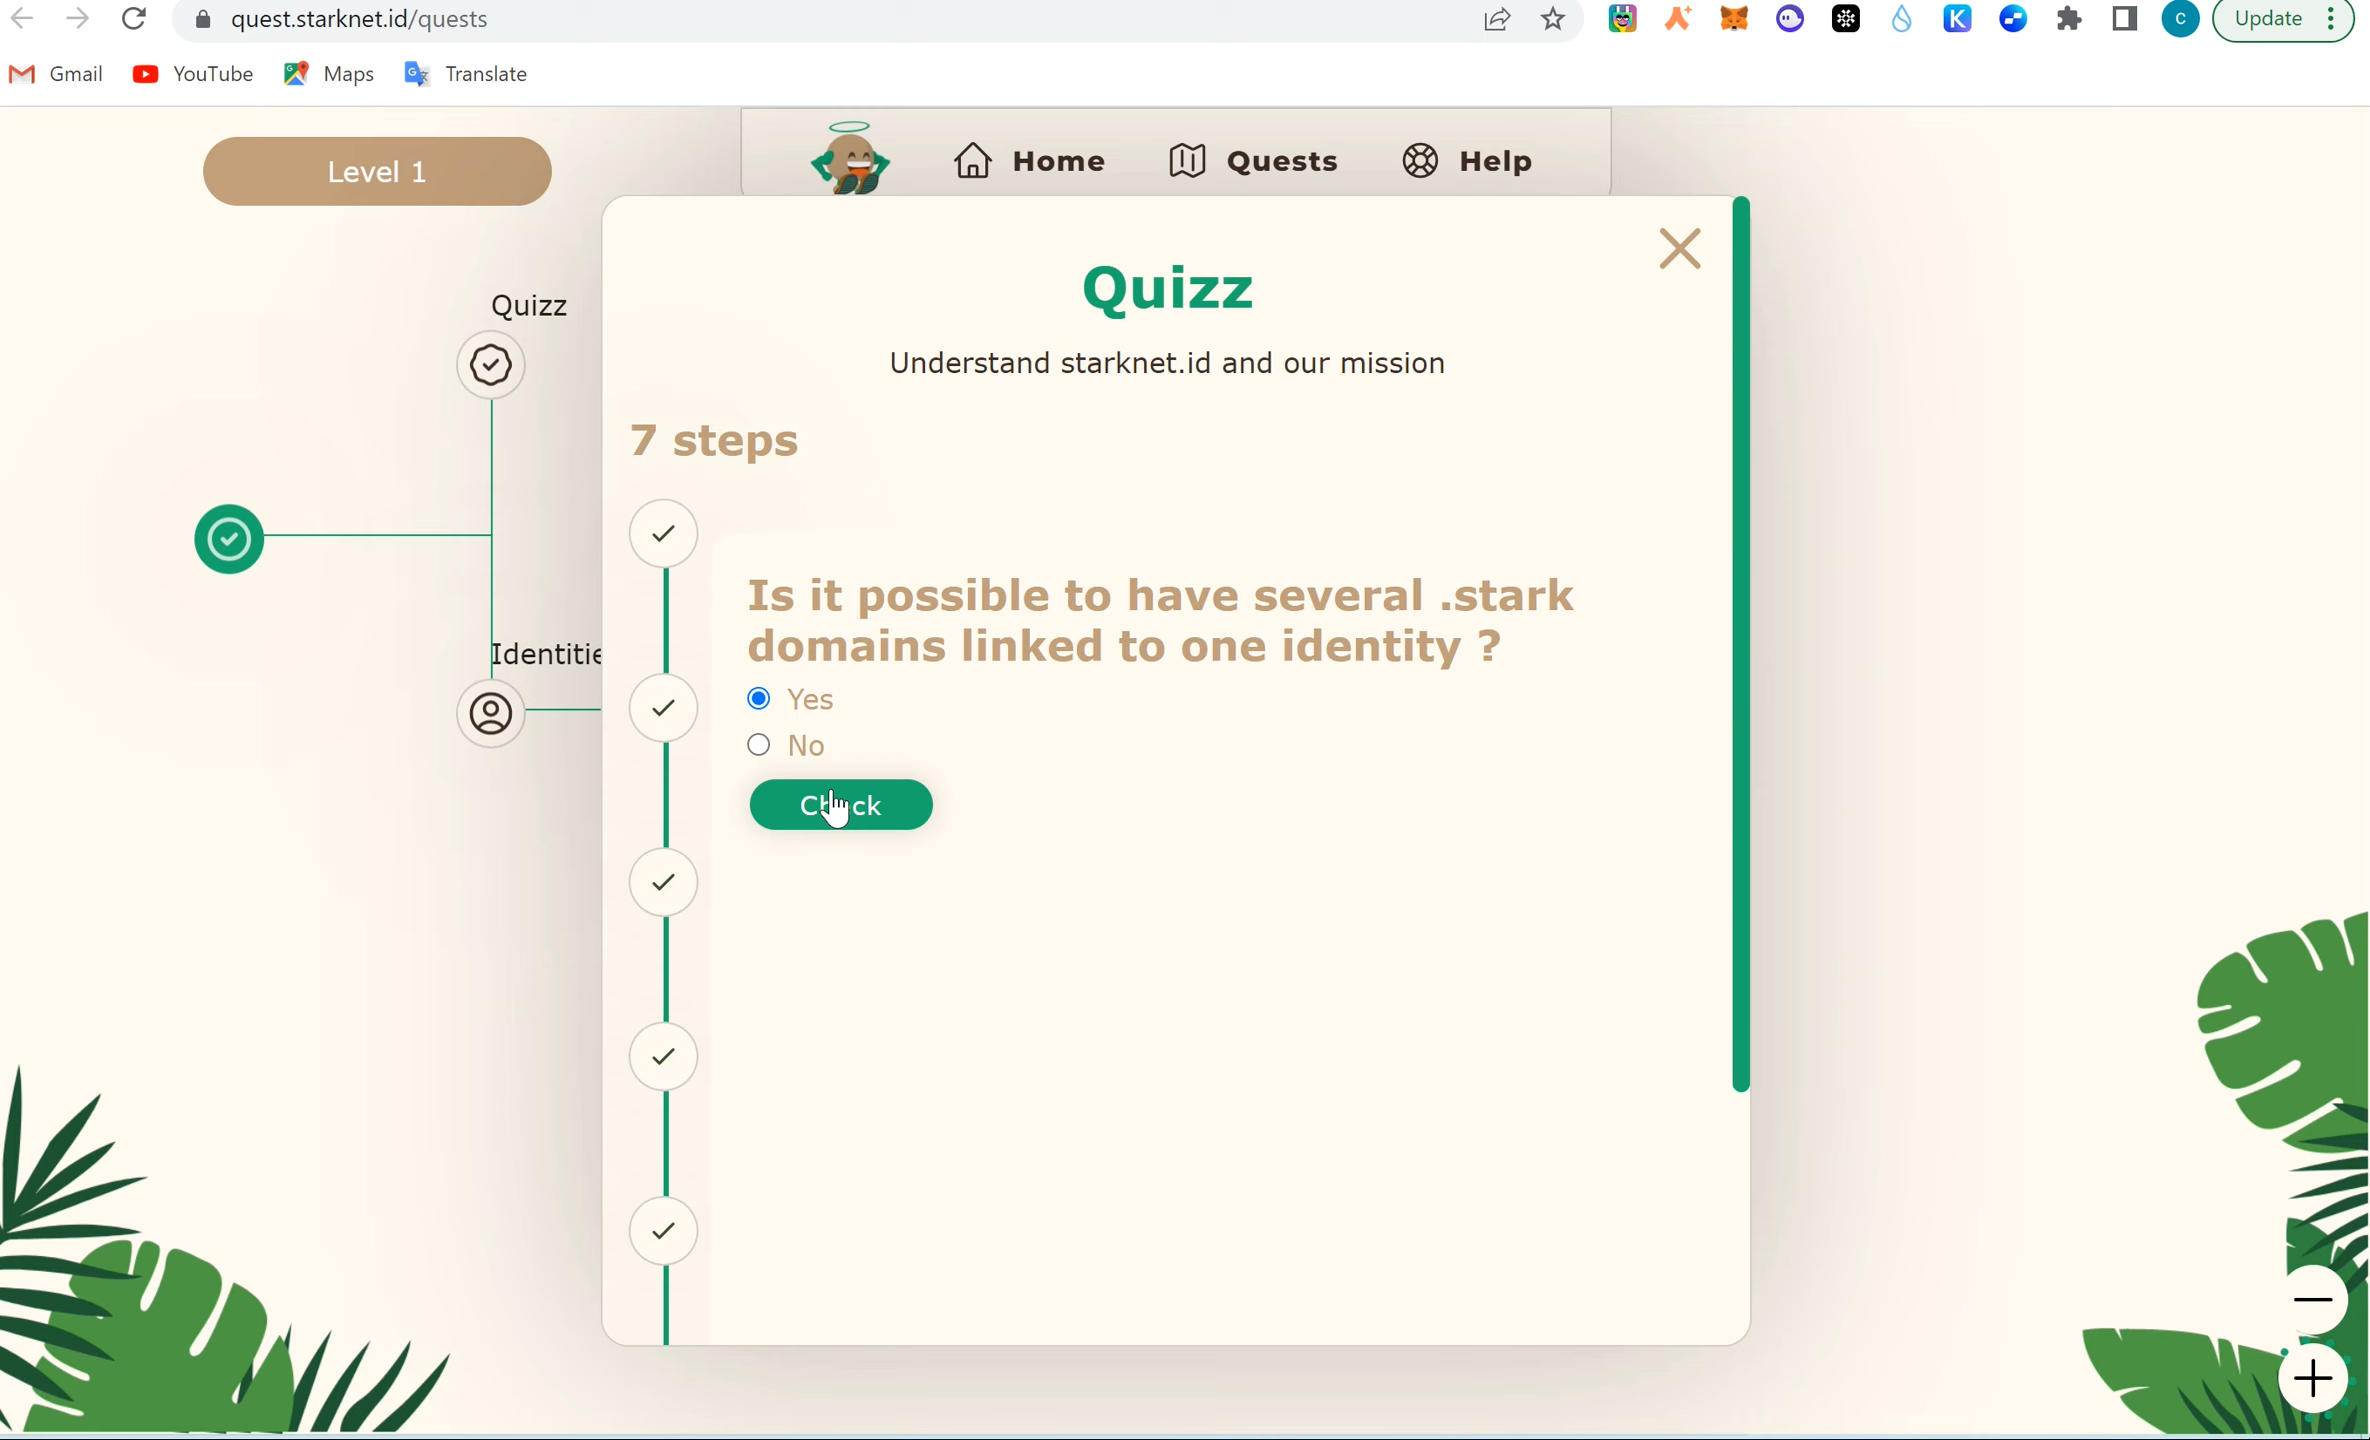 quest.starknet.id/quests
Update
Gmail YouTube Maps Translate
Level 1
Home Quests Help
Quizz
Quizz
Understand starknet.id and our mission
7 steps
Is it possible to have several .stark
domains linked to one identity ?
Identitie
Yes
No
Check